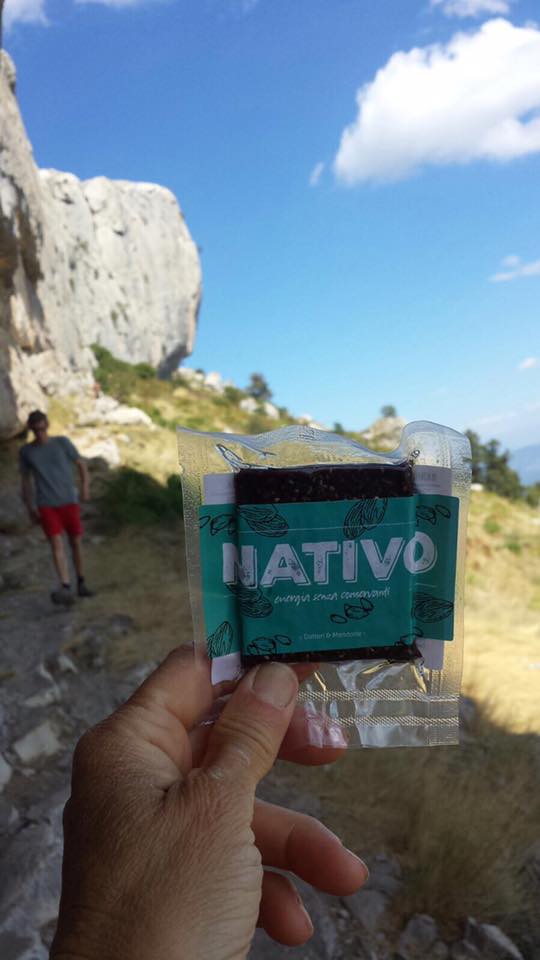 NATIVO
energia senza conservanti
- Datteri & Mandorle -